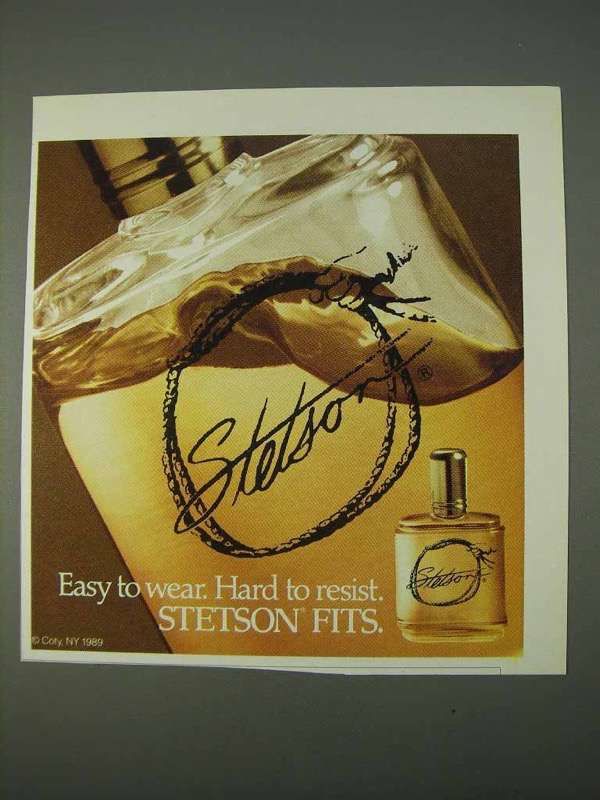 Stetson®
Stetson®
Easy to wear. Hard to resist.
STETSON® FITS.
© Coty, NY 1989